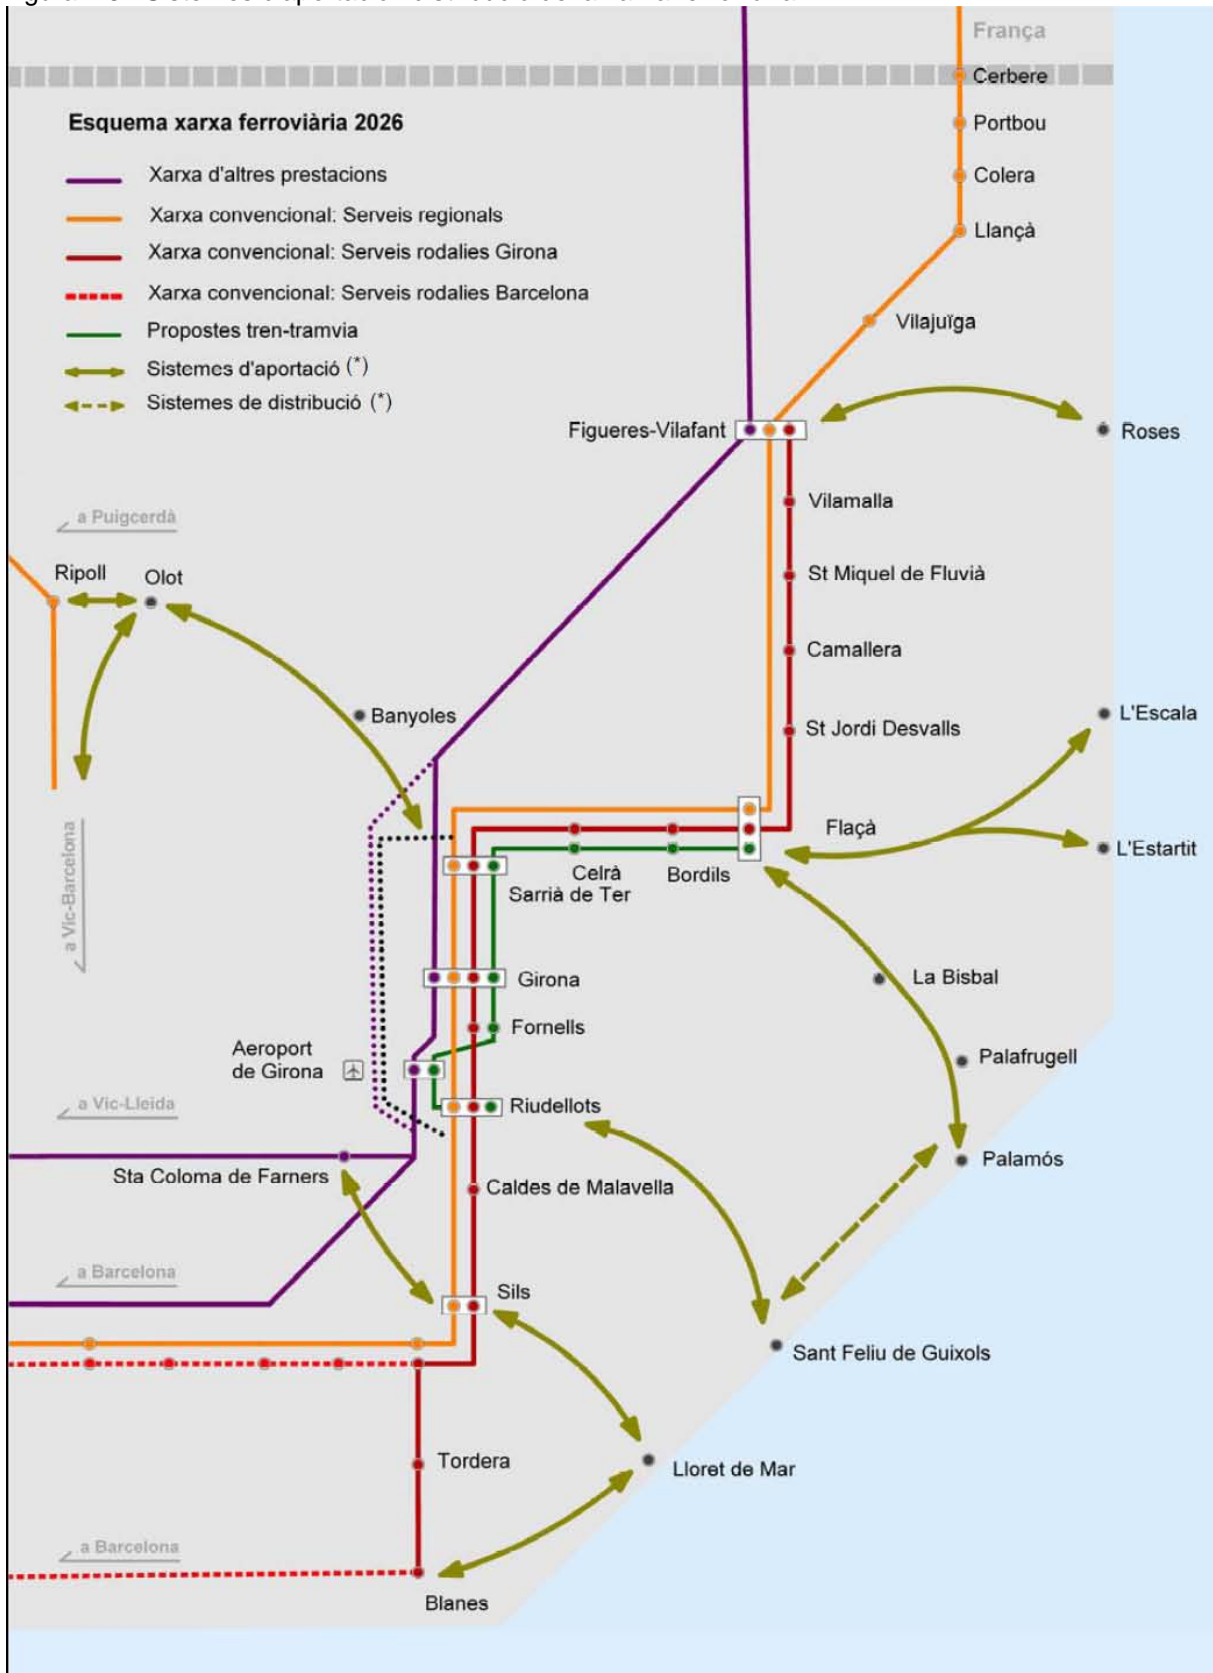 França
Cerbere
Esquema xarxa ferroviària 2026
Portbou
Xarxa d'altres prestacions
Colera
Xarxa convencional: Serveis regionals
Llançà
Xarxa convencional: Serveis rodalies Girona
Xarxa convencional: Serveis rodalies Barcelona
Propostes tren-tramvia
Vilajuïga
Sistemes d'aportació (*)
Sistemes de distribució (*)
Figueres-Vilafant
Roses
Vilamalla
a Puigcerdà
Ripoll
Olot
St Miquel de Fluvià
Camallera
Banyoles
L'Escala
St Jordi Desvalls
Flaçà
L'Estartit
a Vic-Barcelona
Celrà
Bordils
Sarrià de Ter
Girona
La Bisbal
Fornells
Aeroport
de Girona
Palafrugell
a Vic-Lleida
Riudellots
Palamós
Sta Coloma de Farners
Caldes de Malavella
a Barcelona
Sils
Sant Feliu de Guixols
Tordera
Lloret de Mar
a Barcelona
Blanes